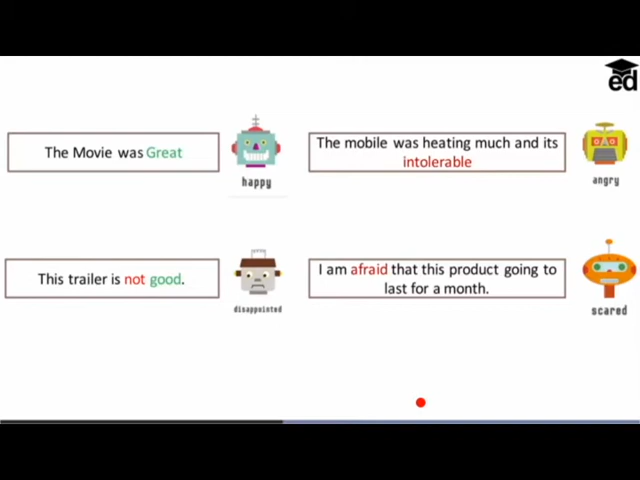 ed
The Movie was Great
happy
The mobile was heating much and its
intolerable
angry
This trailer is not good.
disappointed
I am afraid that this product going to
last for a month.
scared